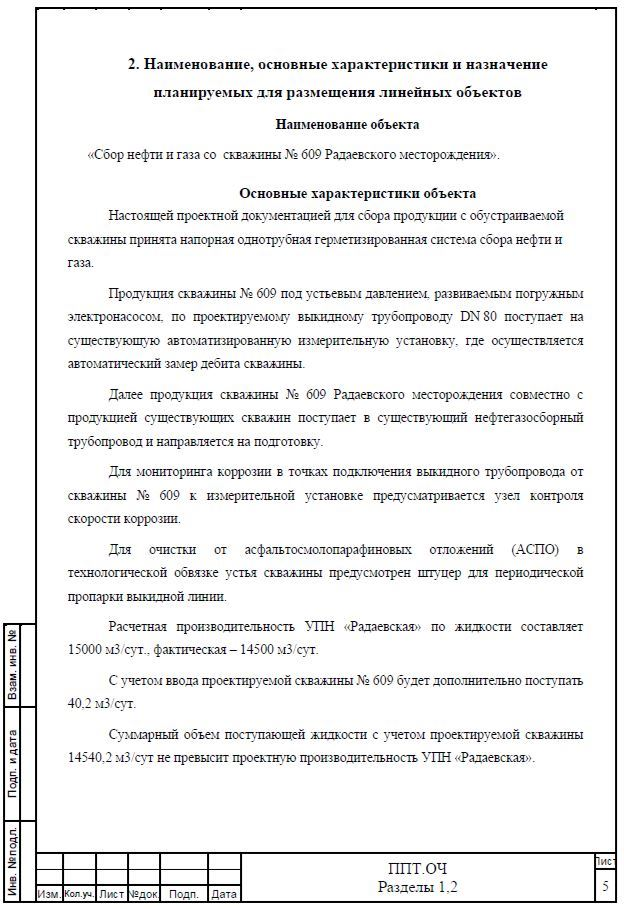 2. Наименование, основные характеристики и назначение
планируемых для размещения линейных объектов
Наименование объекта
«Сбор нефти и газа со скважины № 609 Радаевского месторождения».
Основные характеристики объекта
Настоящей проектной документацией для сбора продукции с обустраиваемой
скважины принята напорная однотрубная герметизированная система сбора нефти и
газа.
Продукция скважины № 609 под устьевым давлением, развиваемым погружным
электронасосом, по проектируемому выкидному трубопроводу DN 80 поступает на
существующую автоматизированную измерительную установку, где осуществляется
автоматический замер дебита скважины.
Далее продукция скважины № 609 Радаевского месторождения совместно с
продукцией существующих скважин поступает в существующий нефтегазосборный
трубопровод и направляется на подготовку.
Для мониторинга коррозии в точках подключения выкидного трубопровода от
скважины № 609 к измерительной установке предусматривается узел контроля
скорости коррозии.
Для очистки от асфальтосмолопарафиновых отложений (АСПО) в
технологической обвязке устья скважины предусмотрен штуцер для периодической
пропарки выкидной линии.
Расчетная производительность УПН «Радаевская» по жидкости составляет
15000 м3/сут., фактическая – 14500 м3/сут.
С учетом ввода проектируемой скважины № 609 будет дополнительно поступать
40,2 м3/сут.
Суммарный объем поступающей жидкости с учетом проектируемой скважины
14540,2 м3/сут не превысит проектную производительность УПН «Радаевская».
Взам. инв. №
Подп. и дата
Инв. №подл.
Изм. Кол.уч. Лист №док. Подп. Дата
ППТ.ОЧ
Разделы 1,2
Лист
5